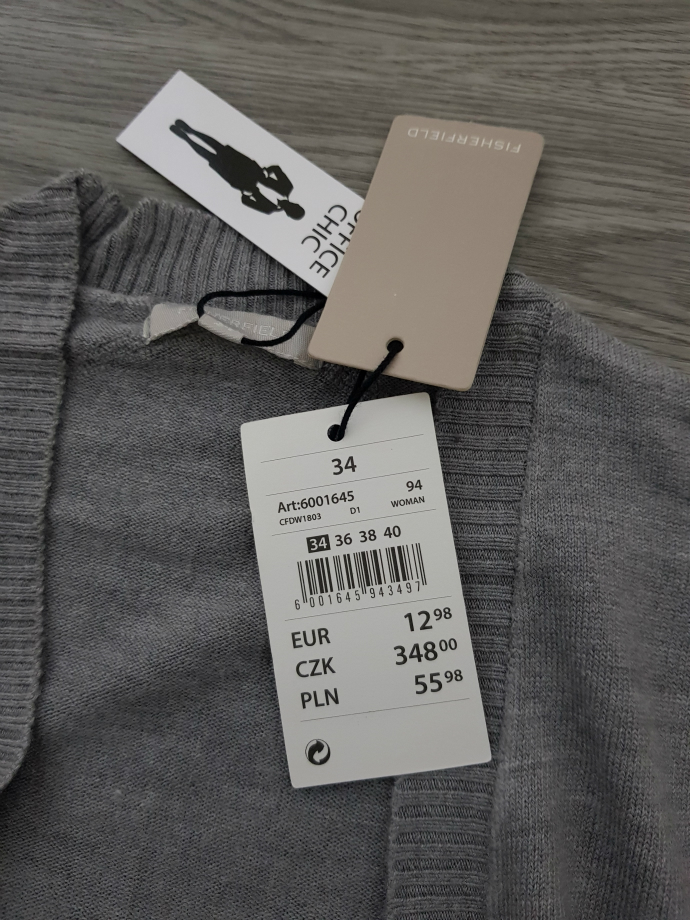 FISHERFIELD
OFFICE
CHIC
34
Art:6001645 94
CFDW1803 D1 WOMAN
34 36 38 40
6 001645 943497
EUR 12 98
CZK 348 00
PLN 55 98